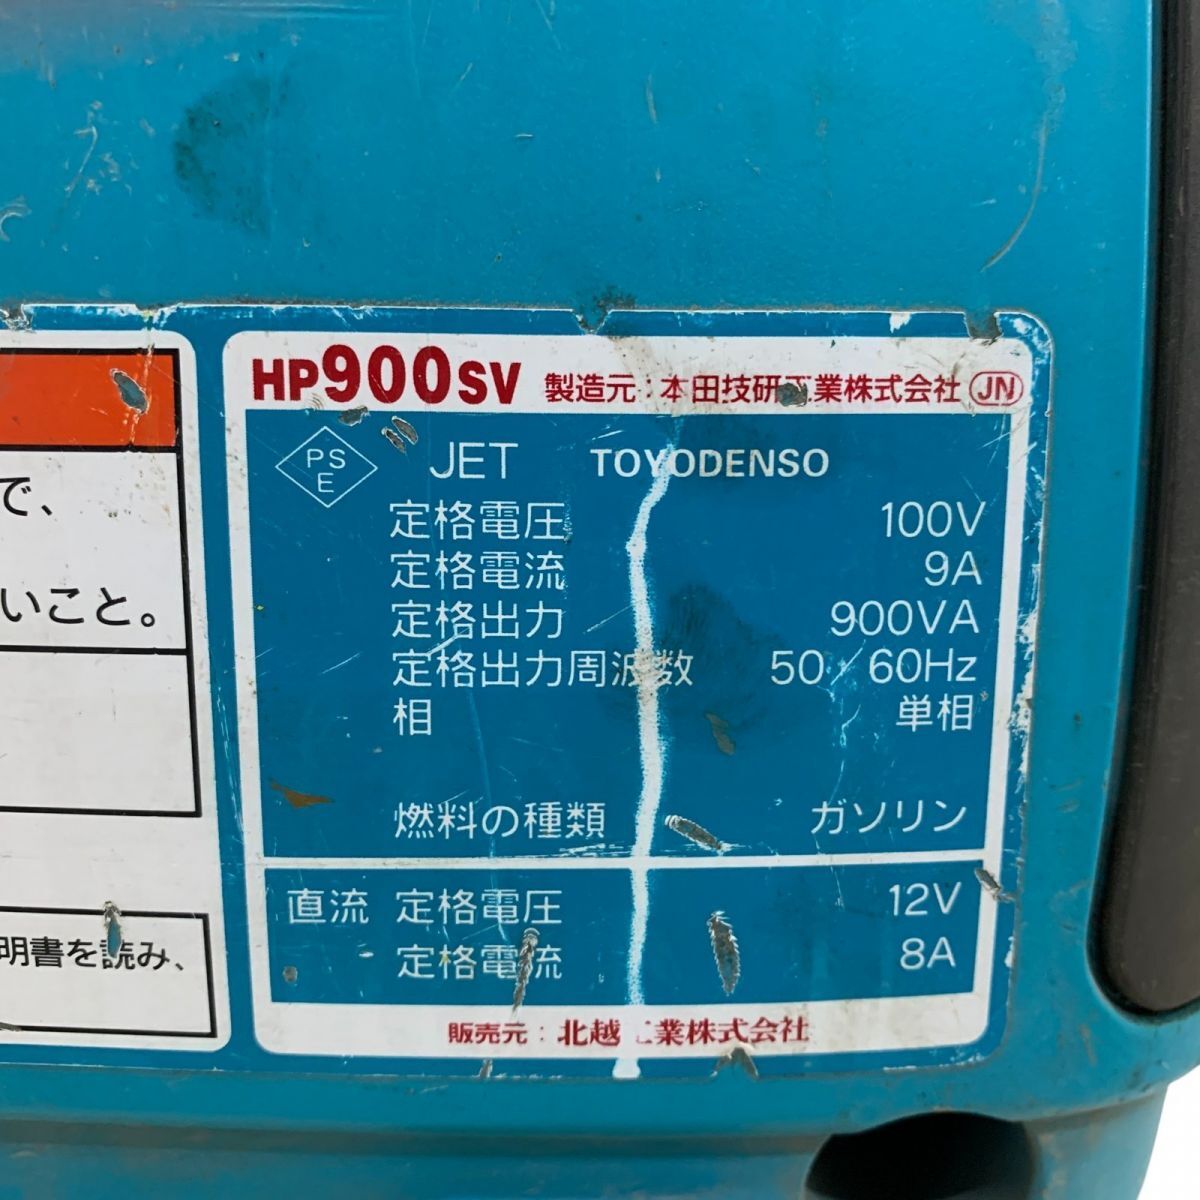 で、
いこと。
明書を読み、
HP900SV 製造元:本田技研工業株式会社 JN
PSE JET TOYODENSO
定格電圧 100V
定格電流 9A
定格出力 900VA
定格出力周波数 50 60Hz
相 単相
燃料の種類 ガソリン
直流 定格電圧 12V
定格電流 8A
販売元:北越工業株式会社